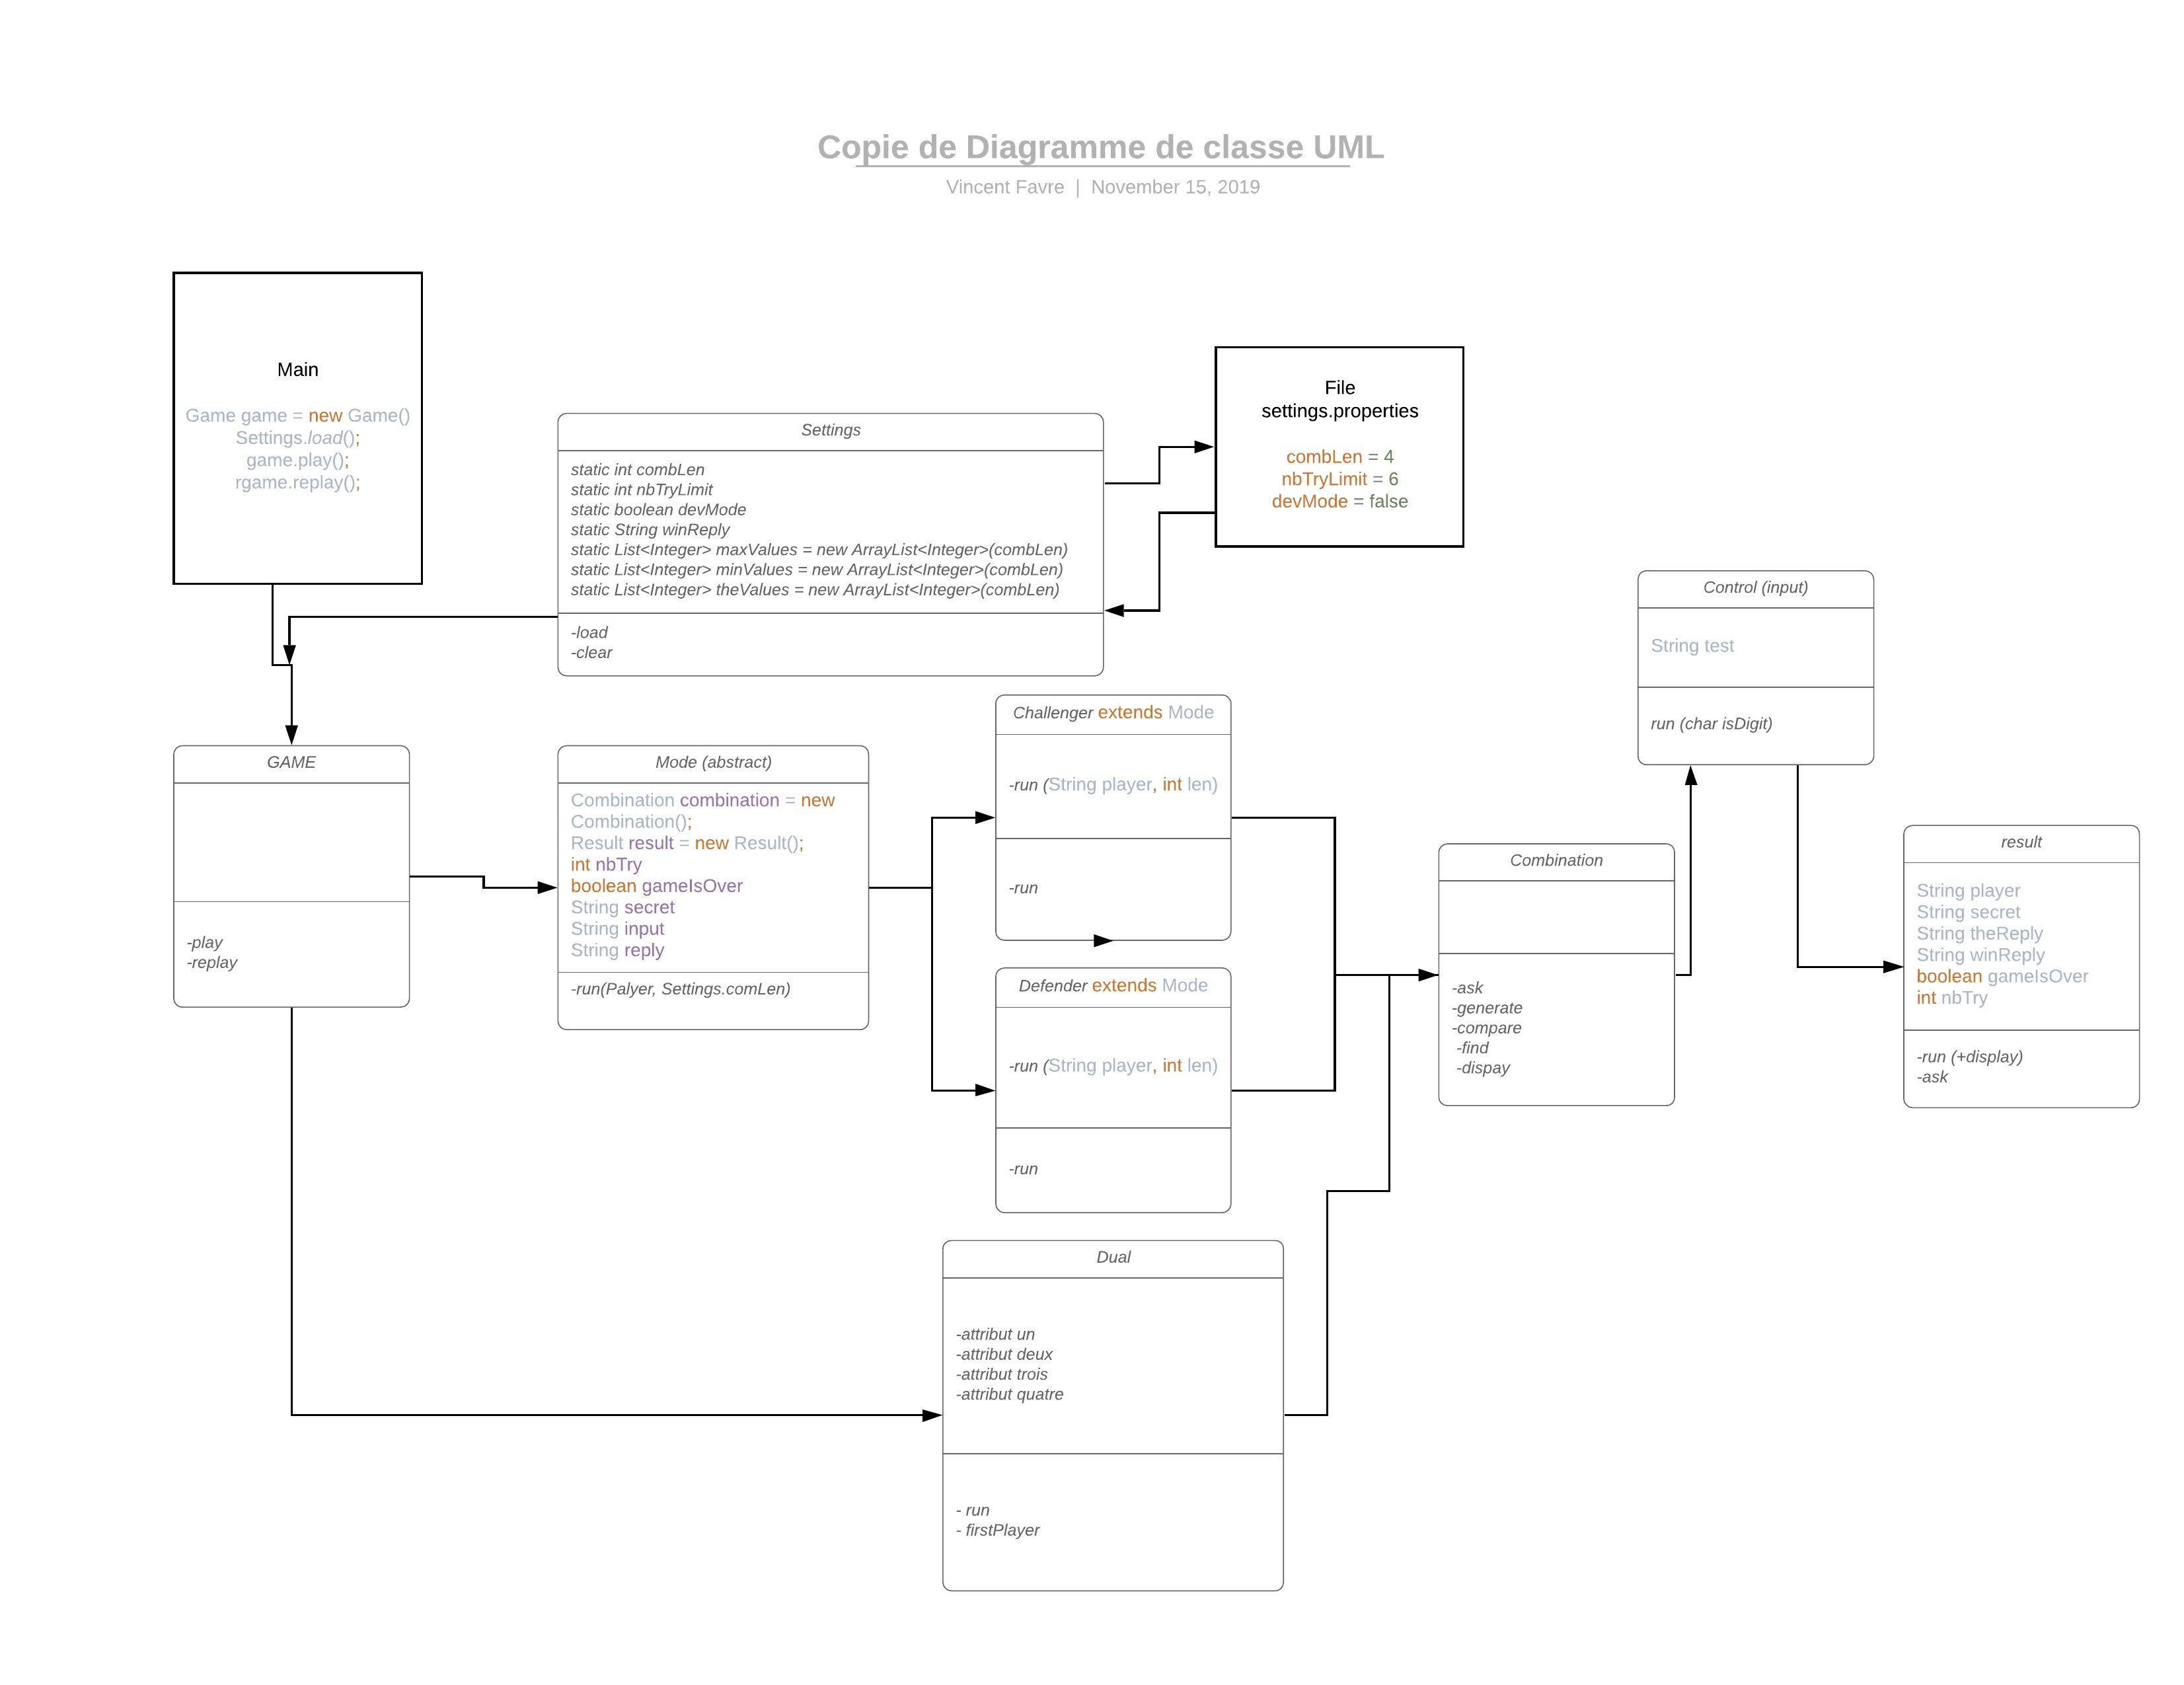 Copie de Diagramme de classe UML
Vincent Favre | November 15, 2019
Main
Game game = new Game()
Settings.load();
game.play();
rgame.replay();
Settings
static int combLen
static int nbTryLimit
static boolean devMode
static String winReply
static List<Integer> maxValues = new ArrayList<Integer>(combLen)
static List<Integer> minValues = new ArrayList<Integer>(combLen)
static List<Integer> theValues = new ArrayList<Integer>(combLen)
-load
-clear
File
settings.properties
combLen = 4
nbTryLimit = 6
devMode = false
Control (input)
String test
run (char isDigit)
GAME
-play
-replay
Mode (abstract)
Combination combination = new
Combination();
Result result = new Result();
int nbTry
boolean gameIsOver
String secret
String input
String reply
-run(Palyer, Settings.comLen)
Challenger extends Mode
-run (String player, int len)
-run
Defender extends Mode
-run (String player, int len)
-run
Combination
-ask
-generate
-compare
-find
-dispay
result
String player
String secret
String theReply
String winReply
boolean gameIsOver
int nbTry
-run (+display)
-ask
Dual
-attribut un
-attribut deux
-attribut trois
-attribut quatre
- run
- firstPlayer